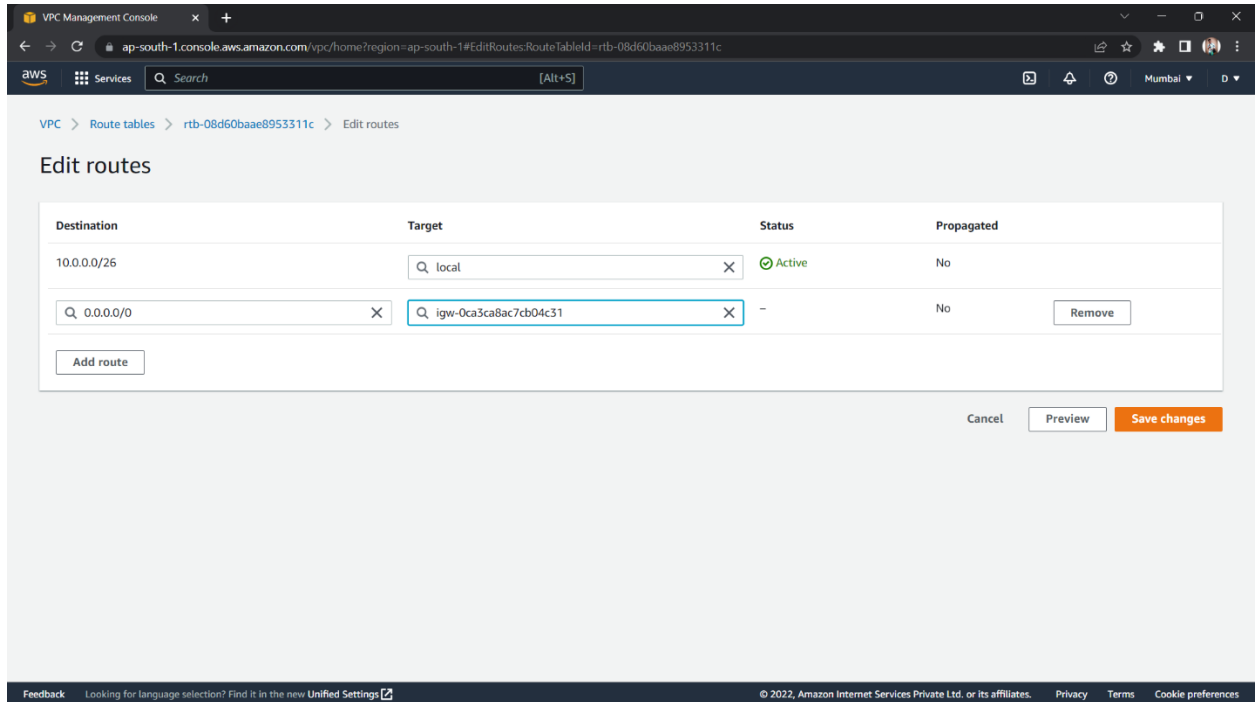 VPC Management Console
ap-south-1.console.aws.amazon.com/vpc/home?region=ap-south-1#EditRoutes:RouteTableId=rtb-08d60baae8953311c
aws Services Search [Alt+S] Mumbai D
VPC > Route tables > rtb-08d60baae8953311c > Edit routes
Edit routes
Destination Target Status Propagated
10.0.0.0/26 local Active No
0.0.0.0/0 igw-0ca3ca8ac7cb04c31 – No Remove
Add route
Cancel Preview Save changes
Feedback Looking for language selection? Find it in the new Unified Settings © 2022, Amazon Internet Services Private Ltd. or its affiliates. Privacy Terms Cookie preferences